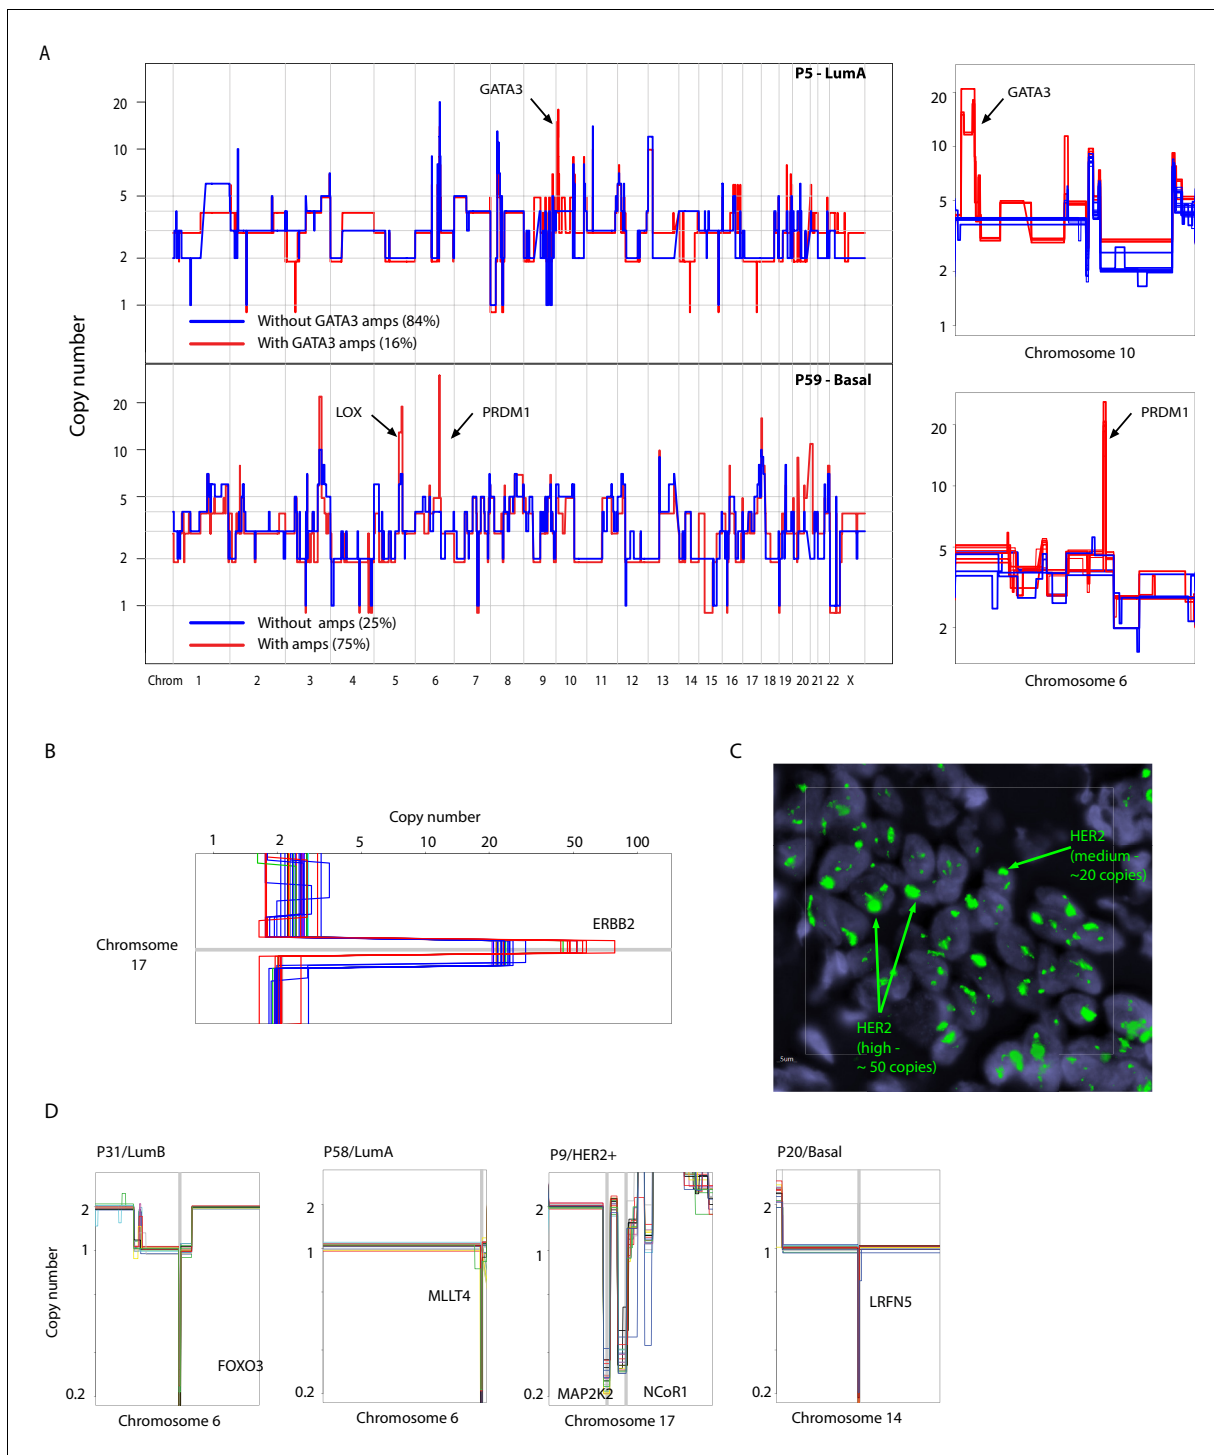 A
P5 - LumA
GATA3
20
10
5
2
1
Without GATA3 amps (84%)
With GATA3 amps (16%)
Copy number
P59 - Basal
LOX
PRDM1
20
10
5
2
1
Without amps (25%)
With amps (75%)
Chrom 1 2 3 4 5 6 7 8 9 10 11 12 13 14 15 16 17 18 19 20 21 22 X
GATA3
20
10
5
2
1
Chromosome 10
PRDM1
20
10
5
2
Chromosome 6
B
Copy number
1 2 5 10 20 50 100
ERBB2
Chromsome
17
C
HER2
(medium -
~20 copies)
HER2
(high -
~ 50 copies)
5um
D
P31/LumB
2
1
0.2
Copy number
FOXO3
Chromosome 6
P58/LumA
2
1
0.2
MLLT4
Chromosome 6
P9/HER2+
2
1
0.2
MAP2K2
NCoR1
Chromosome 17
P20/Basal
2
1
0.2
LRFN5
Chromosome 14